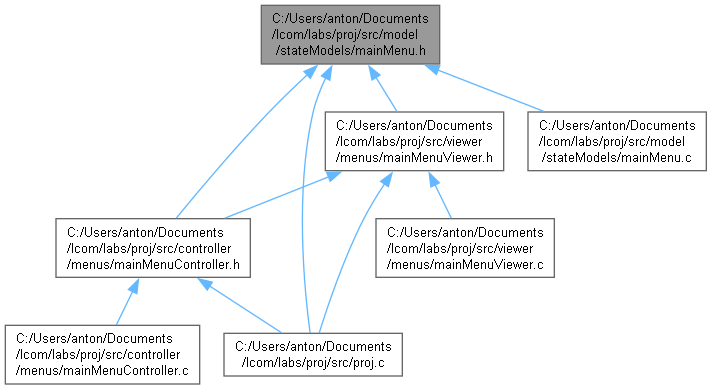 C:/Users/anton/Documents
/lcom/labs/proj/src/model
/stateModels/mainMenu.h
C:/Users/anton/Documents
/lcom/labs/proj/src/viewer
/menus/mainMenuViewer.h
C:/Users/anton/Documents
/lcom/labs/proj/src/model
/stateModels/mainMenu.c
C:/Users/anton/Documents
/lcom/labs/proj/src/controller
/menus/mainMenuController.h
C:/Users/anton/Documents
/lcom/labs/proj/src/viewer
/menus/mainMenuViewer.c
C:/Users/anton/Documents
/lcom/labs/proj/src/controller
/menus/mainMenuController.c
C:/Users/anton/Documents
/lcom/labs/proj/src/proj.c